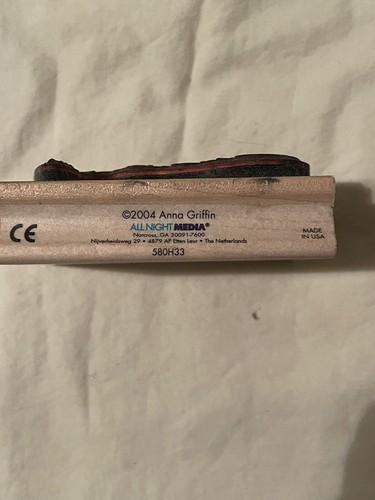 CE
©2004 Anna Griffin
ALL NIGHT MEDIA®
Norcross, GA 30091-7600
Nijverheidsweg 29 • 4879 AP Etten Leur • The Netherlands
580H33
MADE
IN USA